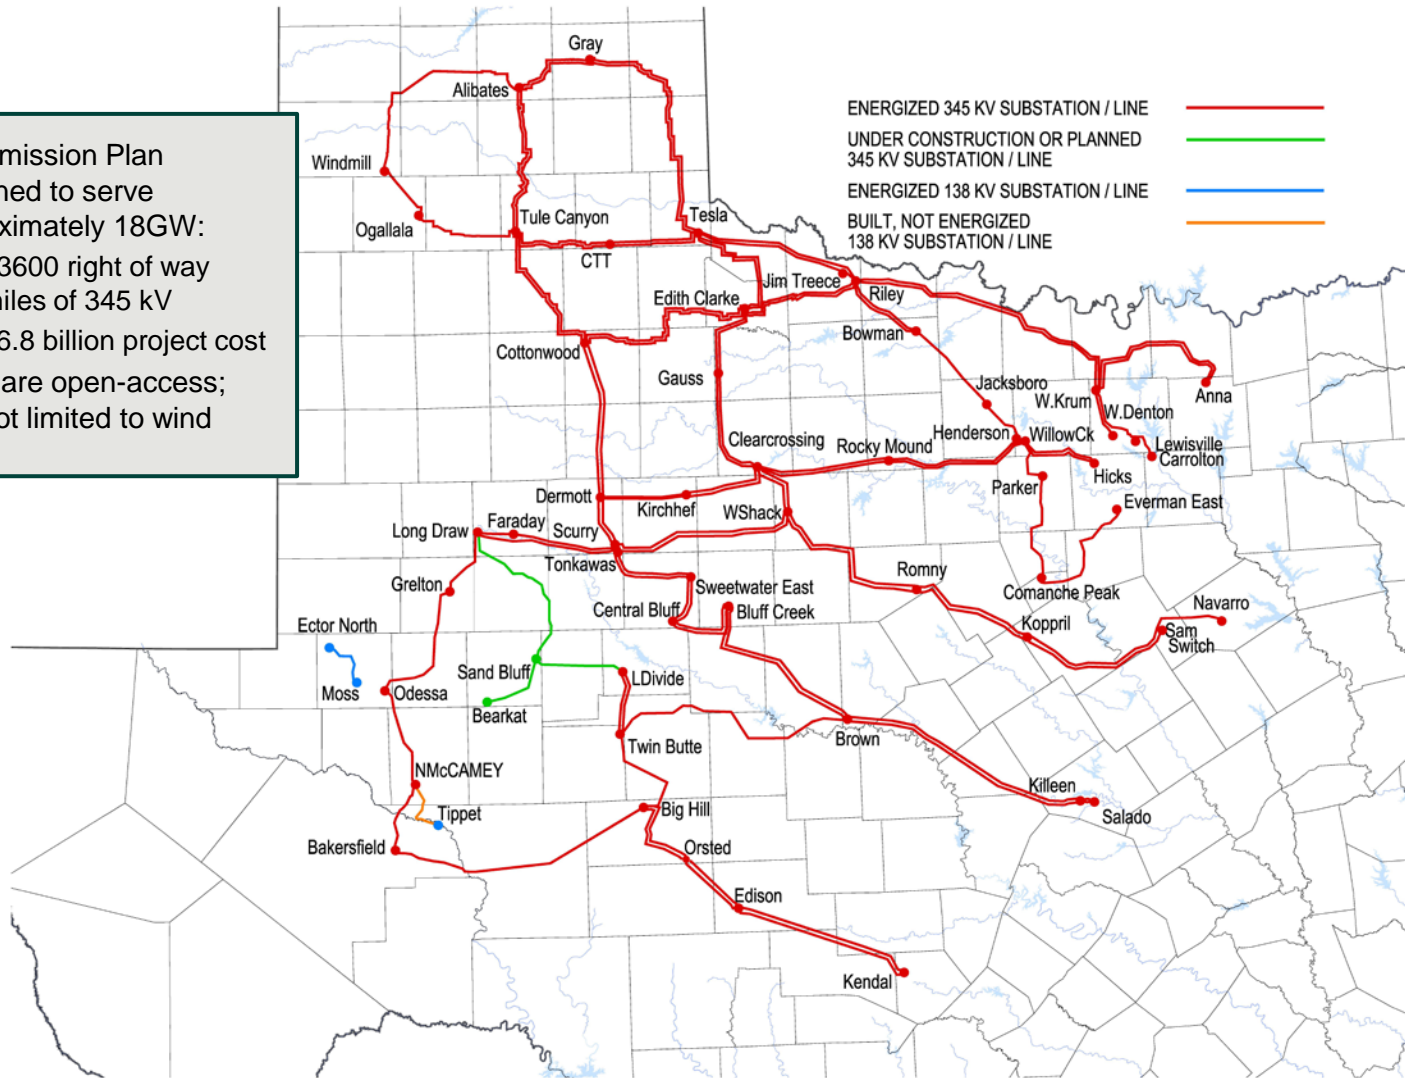 mission Plan
ned to serve
ximately 18GW:
3600 right of way
niles of 345 kV
6.8 billion project cost
are open-access;
ot limited to wind
ENERGIZED 345 KV SUBSTATION / LINE
UNDER CONSTRUCTION OR PLANNED
345 KV SUBSTATION / LINE
ENERGIZED 138 KV SUBSTATION / LINE
BUILT, NOT ENERGIZED
138 KV SUBSTATION / LINE
Gray
Alibates
Windmill
Ogallala
Tule Canyon
Tesla
CTT
Jim Treece
Riley
Edith Clarke
Bowman
Cottonwood
Gauss
Jacksboro
W.Krum
Anna
W.Denton
Clearcrossing
Rocky Mound
Henderson
WillowCk
Lewisville
Carrolton
Hicks
Parker
Everman East
Dermott
Kirchhef
WShack
Long Draw
Faraday
Scurry
Tonkawas
Grelton
Sweetwater East
Romny
Comanche Peak
Central Bluff
Bluff Creek
Navarro
Koppril
Sam
Switch
Ector North
Sand Bluff
Moss
Odessa
LDivide
Bearkat
Twin Butte
Brown
NMcCAMEY
Tippet
Big Hill
Killeen
Salado
Bakersfield
Orsted
Edison
Kendal